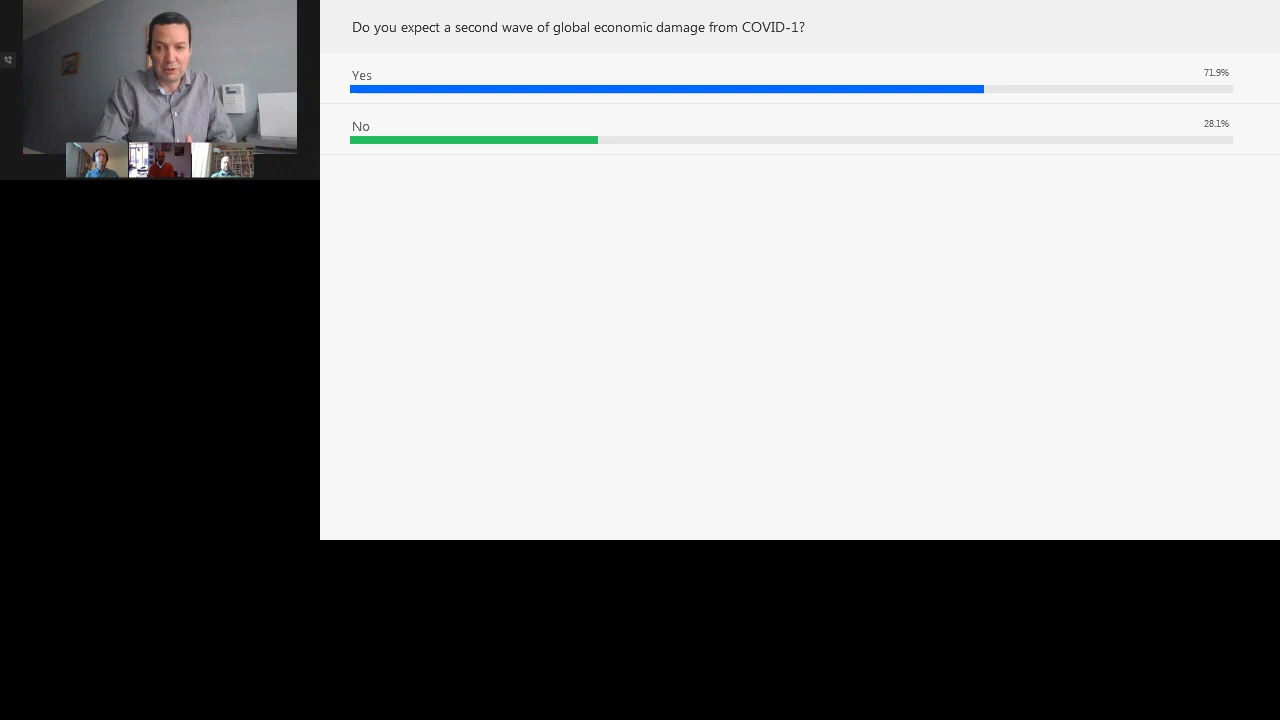 Do you expect a second wave of global economic damage from COVID-1?
Yes
71.9%
No
28.1%